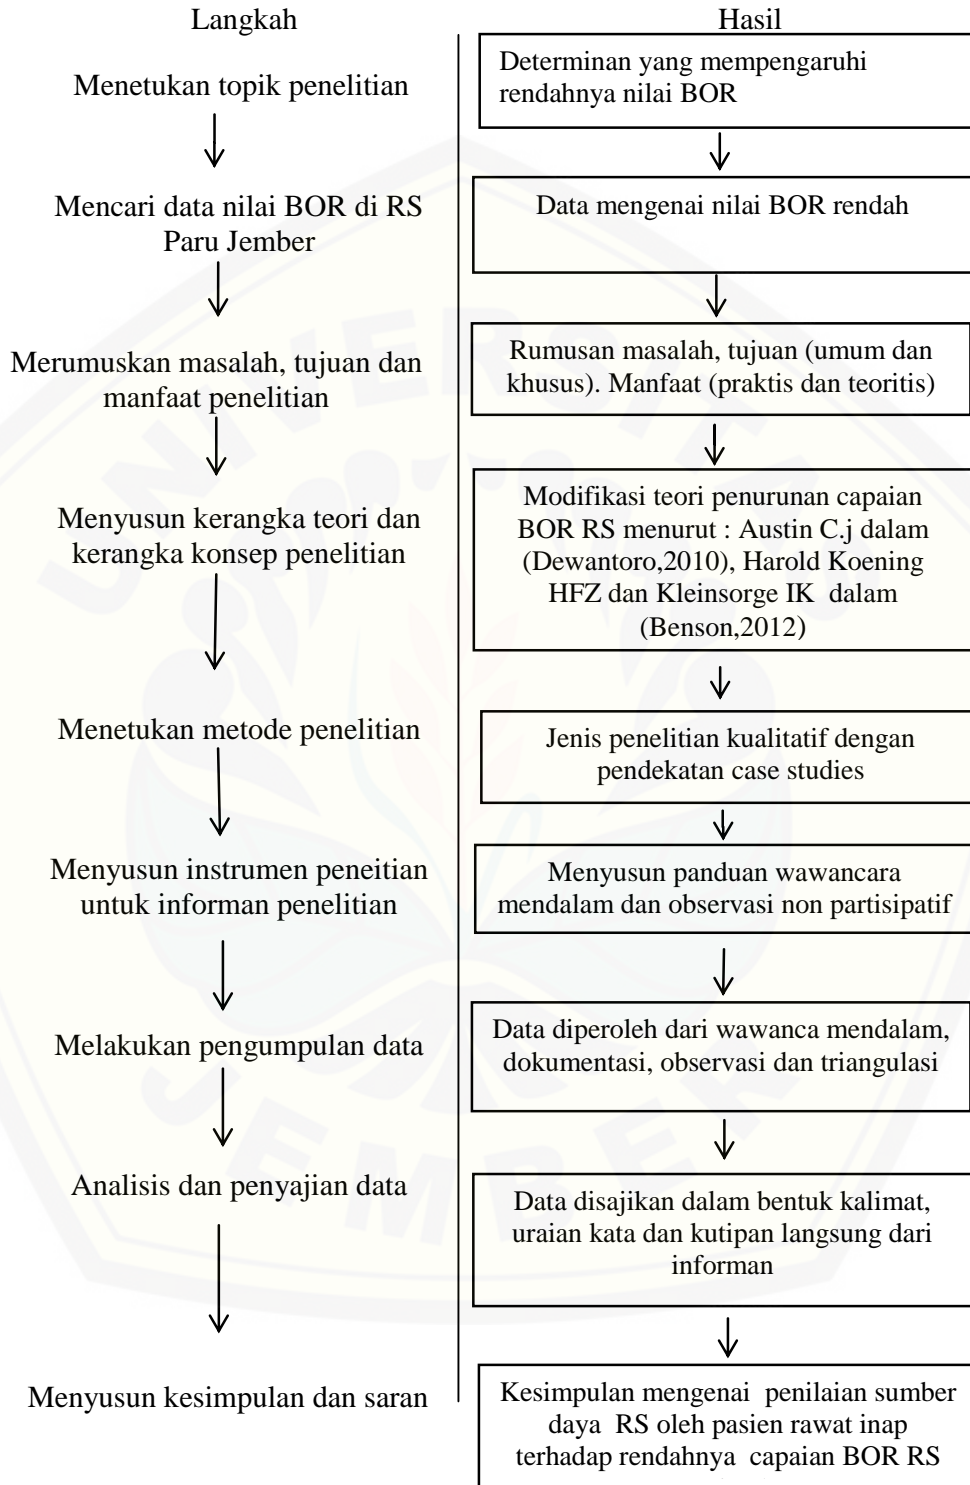 Langkah
Hasil
Menetukan topik penelitian
Determinan yang mempengaruhi
rendahnya nilai BOR
Mencari data nilai BOR di RS
Paru Jember
Data mengenai nilai BOR rendah
Merumuskan masalah, tujuan dan
manfaat penelitian
Rumusan masalah, tujuan (umum dan
khusus). Manfaat (praktis dan teoritis)
Menyusun kerangka teori dan
kerangka konsep penelitian
Modifikasi teori penurunan capaian
BOR RS menurut : Austin C.j dalam
(Dewantoro,2010), Harold Koening
HFZ dan Kleinsorge IK dalam
(Benson,2012)
Menetukan metode penelitian
Jenis penelitian kualitatif dengan
pendekatan case studies
Menyusun instrumen peneitian
untuk informan penelitian
Menyusun panduan wawancara
mendalam dan observasi non partisipatif
Melakukan pengumpulan data
Data diperoleh dari wawanca mendalam,
dokumentasi, observasi dan triangulasi
Analisis dan penyajian data
Data disajikan dalam bentuk kalimat,
uraian kata dan kutipan langsung dari
informan
Menyusun kesimpulan dan saran
Kesimpulan mengenai penilaian sumber
daya RS oleh pasien rawat inap
terhadap rendahnya capaian BOR RS
UNIVERSITAS
JEMBER